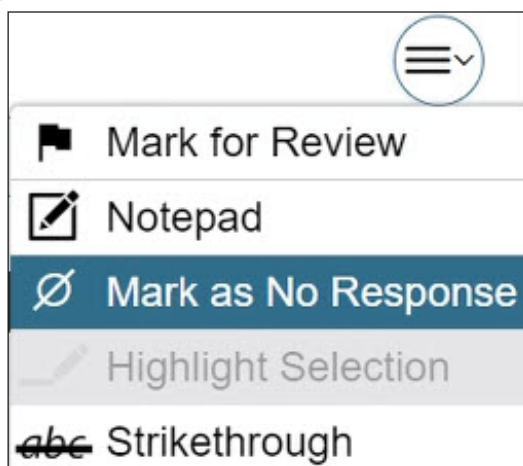 Mark for Review
Notepad
Mark as No Response
Highlight Selection
abc Strikethrough